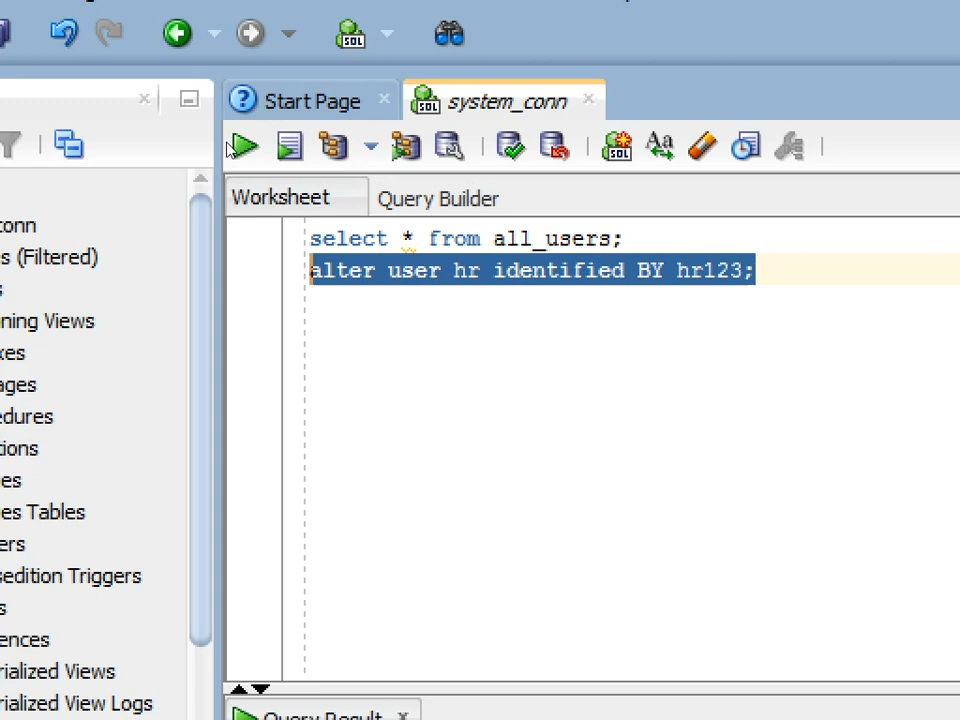 Start Page
system_conn
Worksheet
Query Builder
select * from all_users;
alter user hr identified BY hr123;
conn
s (Filtered)
s
ning Views
xes
ages
edures
tions
es
es Tables
ers
sedition Triggers
s
ences
rialized Views
rialized View Logs
Query Result